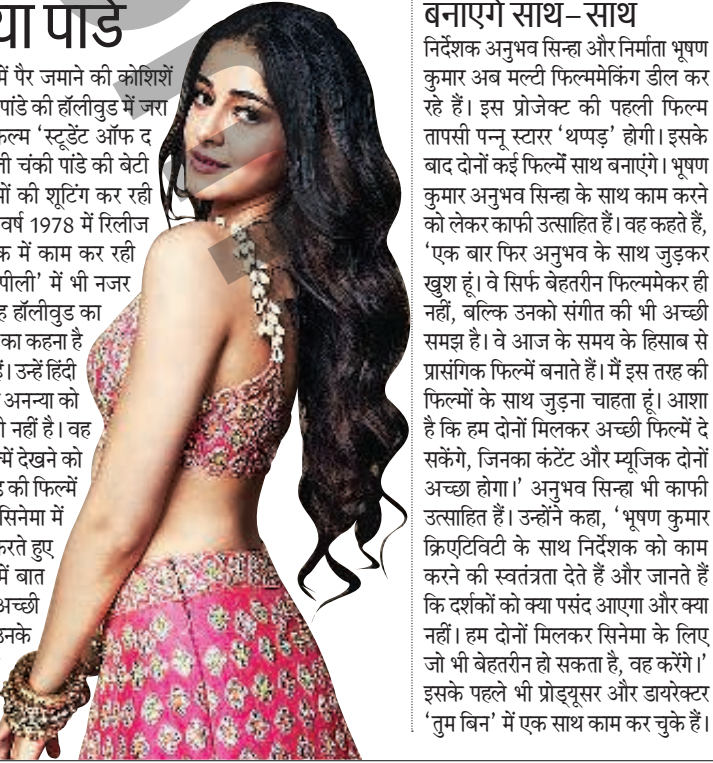 या पांडे
में पैर जमाने की कोशिशें
पांडे की हॉलीवुड में जरा
फल्म ‘स्टूडेंट ऑफ द
ती चंकी पांडे की बेटी
मों की शूटिंग कर रही
वर्ष 1978 में रिलीज
क में काम कर रही
पीली’ में भी नजर
ह हॉलीवुड का
का कहना है
हैं। उन्हें हिंदी
अनन्या को
ी नहीं है। वह
ल्में देखने को
ड की फिल्में
सिनेमा में
करते हुए
में बात
अच्छी
उनके
बनाएंगे साथ-साथ
निर्देशक अनुभव सिन्हा और निर्माता भूषण
कुमार अब मल्टी फिल्ममेकिंग डील कर
रहे हैं। इस प्रोजेक्ट की पहली फिल्म
तापसी पन्नू स्टारर ‘थप्पड़’ होगी। इसके
बाद दोनों कई फिल्में साथ बनाएंगे। भूषण
कुमार अनुभव सिन्हा के साथ काम करने
को लेकर काफी उत्साहित हैं। वह कहते हैं,
‘एक बार फिर अनुभव के साथ जुड़कर
खुश हूं। वे सिर्फ बेहतरीन फिल्ममेकर ही
नहीं, बल्कि उनको संगीत की भी अच्छी
समझ है। वे आज के समय के हिसाब से
प्रासंगिक फिल्में बनाते हैं। मैं इस तरह की
फिल्मों के साथ जुड़ना चाहता हूं। आशा
है कि हम दोनों मिलकर अच्छी फिल्में दे
सकेंगे, जिनका कंटेंट और म्यूजिक दोनों
अच्छा होगा।’ अनुभव सिन्हा भी काफी
उत्साहित हैं। उन्होंने कहा, ‘भूषण कुमार
क्रिएटिविटी के साथ निर्देशक को काम
करने की स्वतंत्रता देते हैं और जानते हैं
कि दर्शकों को क्या पसंद आएगा और क्या
नहीं। हम दोनों मिलकर सिनेमा के लिए
जो भी बेहतरीन हो सकता है, वह करेंगे।’
इसके पहले भी प्रोड्यूसर और डायरेक्टर
‘तुम बिन’ में एक साथ काम कर चुके हैं।